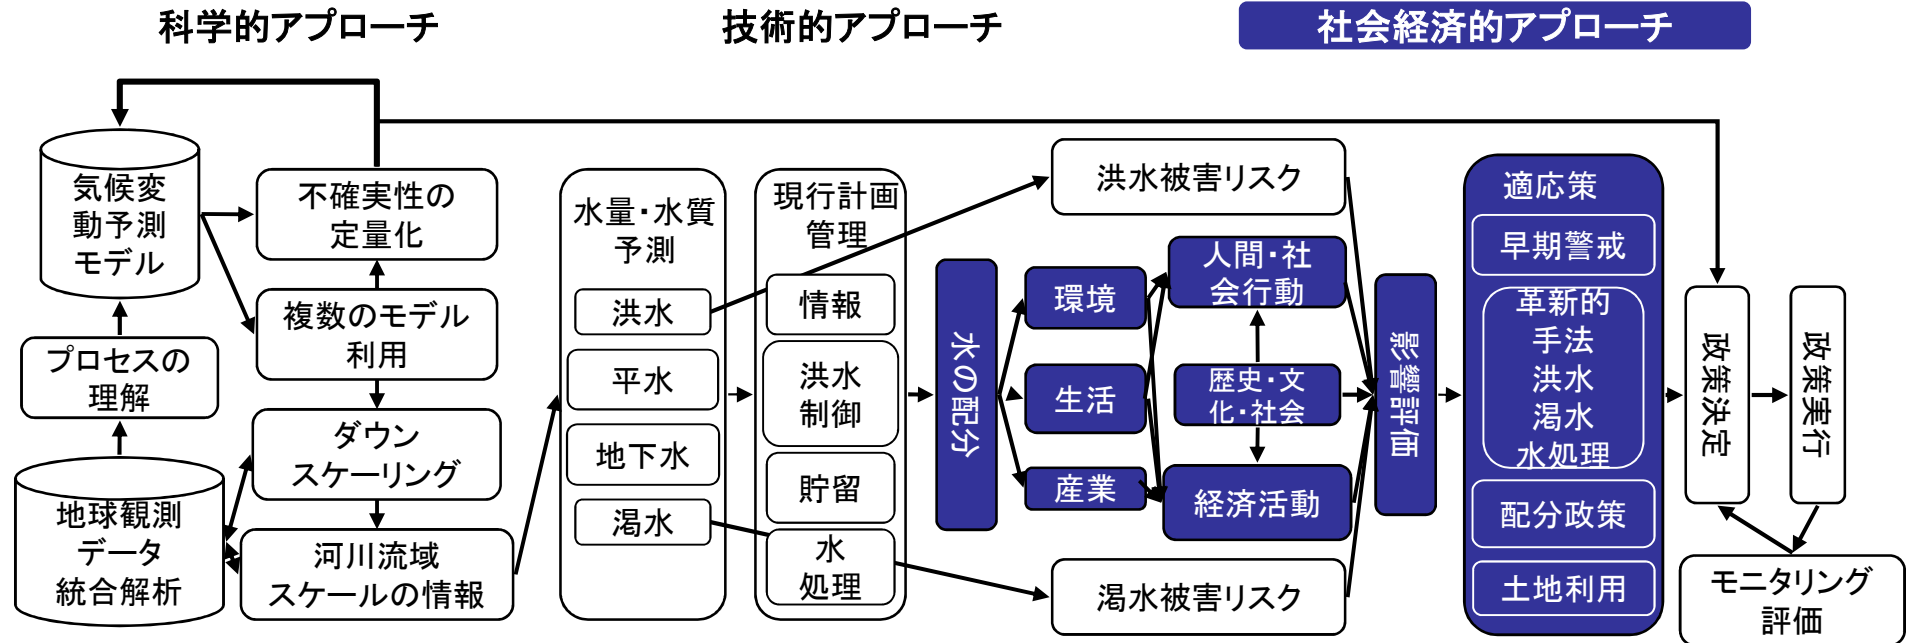 科学的アプローチ
技術的アプローチ
社会経済的アプローチ
気候変
動予測
モデル
不確実性の
定量化
複数のモデル
利用
プロセスの
理解
ダウン
スケーリング
地球観測
データ
統合解析
河川流域
スケールの情報
水量・水質
予測
洪水
平水
地下水
渇水
現行計画
管理
情報
洪水
制御
貯留
水
処理
洪水被害リスク
水の配分
環境
生活
産業
人間・社
会行動
歴史・文
化・社会
経済活動
渇水被害リスク
影響評価
適応策
早期警戒
革新的
手法
洪水
渇水
水処理
配分政策
土地利用
政策決定
政策実行
モニタリング
評価